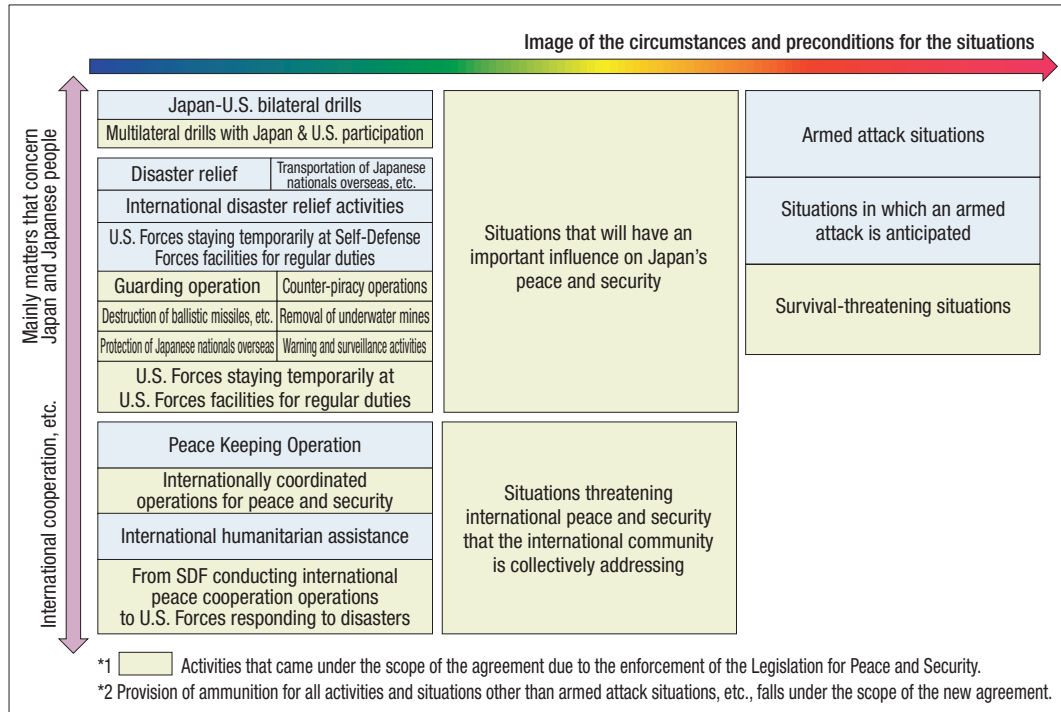 Image of the circumstances and preconditions for the situations
Mainly matters that concern
Japan and Japanese people
International cooperation, etc.
Japan-U.S. bilateral drills
Multilateral drills with Japan & U.S. participation
Disaster relief
Transportation of Japanese
nationals overseas, etc.
International disaster relief activities
U.S. Forces staying temporarily at Self-Defense
Forces facilities for regular duties
Guarding operation
Counter-piracy operations
Destruction of ballistic missiles, etc.
Removal of underwater mines
Protection of Japanese nationals overseas
Warning and surveillance activities
U.S. Forces staying temporarily at
U.S. Forces facilities for regular duties
Peace Keeping Operation
Internationally coordinated
operations for peace and security
International humanitarian assistance
From SDF conducting international
peace cooperation operations
to U.S. Forces responding to disasters
Situations that will have an
important influence on Japan’s
peace and security
Situations threatening
international peace and security
that the international community
is collectively addressing
Armed attack situations
Situations in which an armed
attack is anticipated
Survival-threatening situations
*1 Activities that came under the scope of the agreement due to the enforcement of the Legislation for Peace and Security.
*2 Provision of ammunition for all activities and situations other than armed attack situations, etc., falls under the scope of the new agreement.